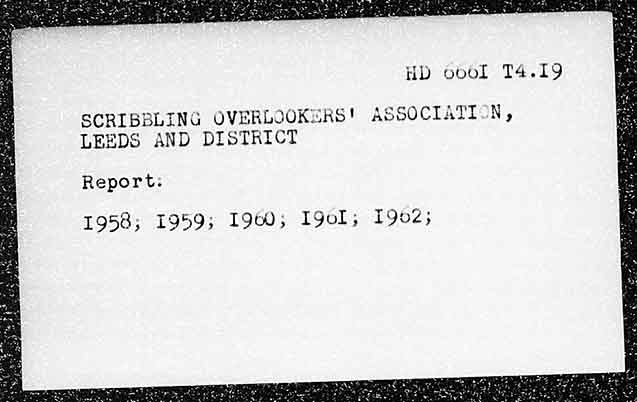 HD 6661 T4.I9
SCRIBBLING OVERLOOKERS' ASSOCIATION,
LEEDS AND DISTRICT
Report:
I958; I959; I960; I96I; I962;